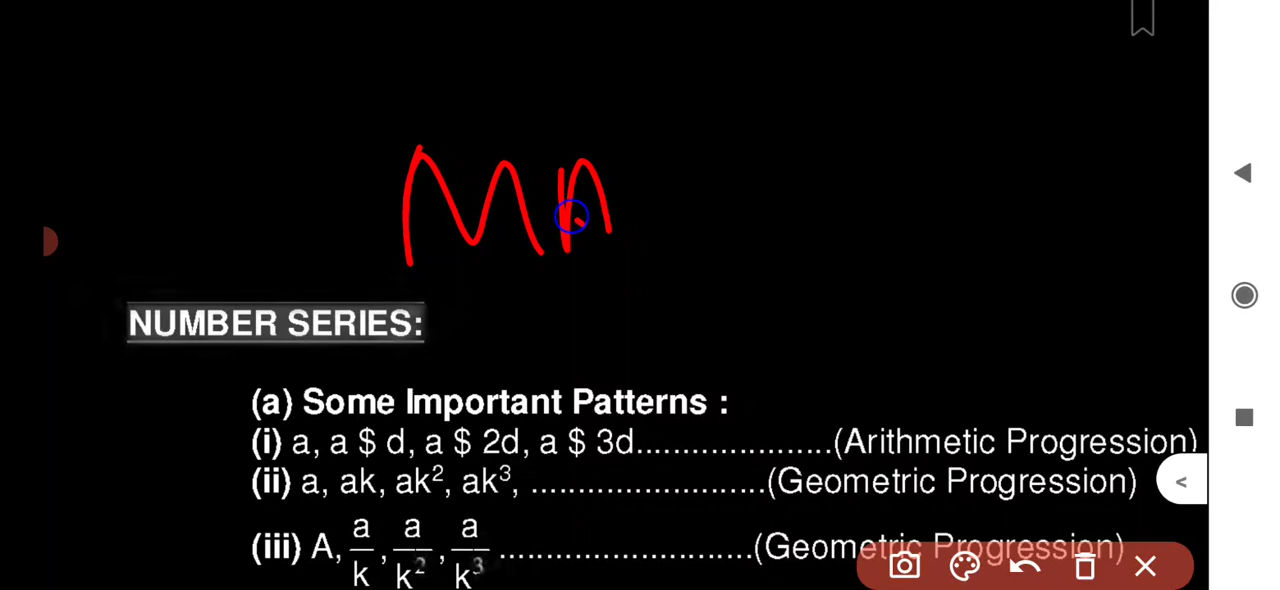 NUMBER SERIES:
(a) Some Important Patterns :
(i) a, a $ d, a $ 2d, a $ 3d.....................(Arithmetic Progression)
(ii) a, ak, ak², ak³, .........................(Geometric Progression)
(iii) A, a/k, a/k², a/k³ ...........................(Geometric Progression)